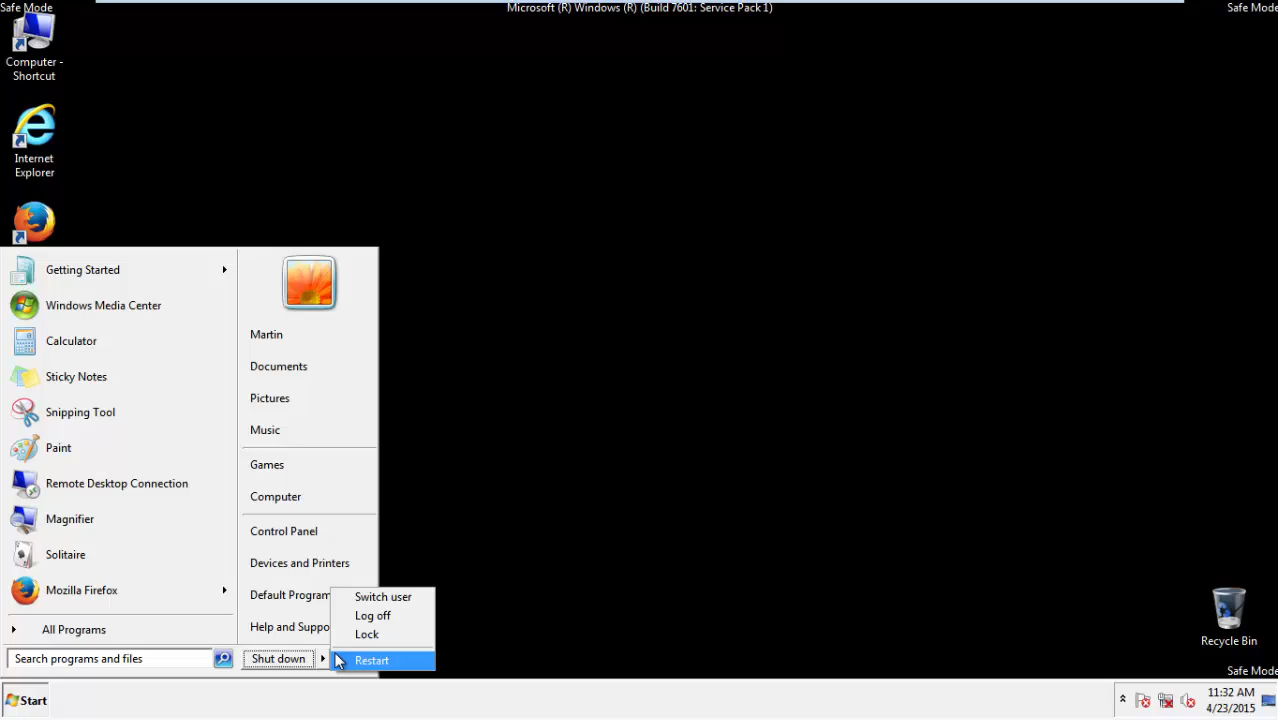 Safe Mode
Microsoft (R) Windows (R) (Build 7601: Service Pack 1)
Safe Mode
Computer -
Shortcut
Internet
Explorer
Getting Started
Windows Media Center
Calculator
Sticky Notes
Snipping Tool
Paint
Remote Desktop Connection
Magnifier
Solitaire
Mozilla Firefox
All Programs
Search programs and files
Martin
Documents
Pictures
Music
Games
Computer
Control Panel
Devices and Printers
Default Program
Help and Suppo
Shut down
Switch user
Log off
Lock
Restart
Recycle Bin
Safe Mode
Start
11:32 AM
4/23/2015